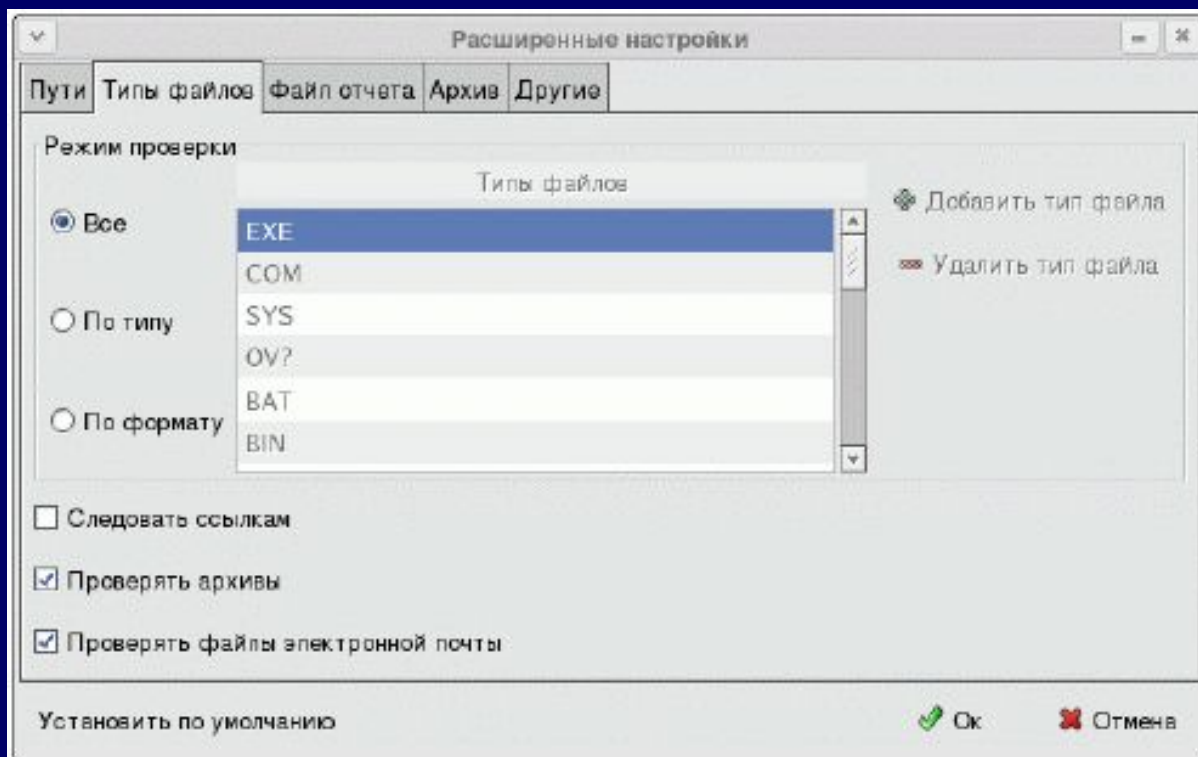 Расширенные настройки
Пути Типы файлов Файл отчета Архив Другие
Режим проверки
Типы файлов
Все
По типу
По формату
EXE
COM
SYS
OV?
BAT
BIN
Добавить тип файла
Удалить тип файла
Следовать ссылкам
Проверять архивы
Проверять файлы электронной почты
Установить по умолчанию
Ок
Отмена